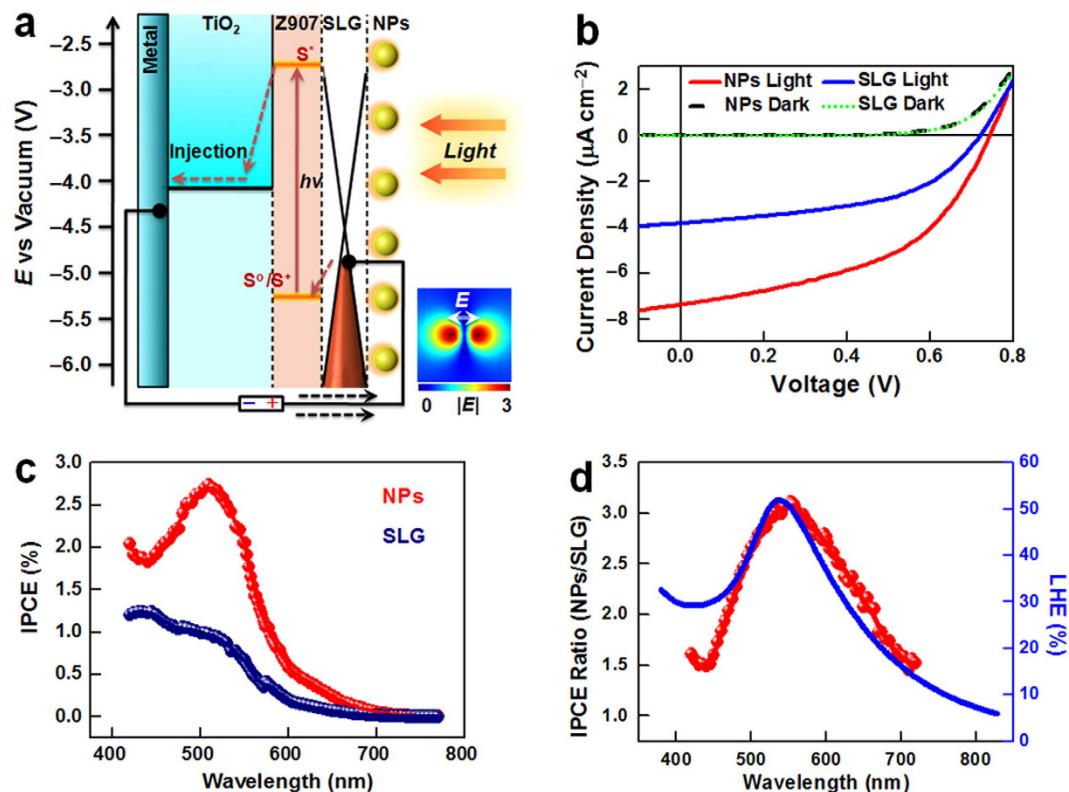 a
TiO₂ Z907 SLG NPs
Metal
E vs Vacuum (V)
−2.5
−3.0
−3.5
−4.0
−4.5
−5.0
−5.5
−6.0
S*
Injection
hν
S⁰/S⁺
Light
E
− +
0 |E| 3
b
NPs Light SLG Light
NPs Dark SLG Dark
Current Density (μA cm⁻²)
2
0
−2
−4
−6
−8
0.0 0.2 0.4 0.6 0.8
Voltage (V)
c
NPs
SLG
IPCE (%)
3.0
2.5
2.0
1.5
1.0
0.5
0.0
400 500 600 700 800
Wavelength (nm)
d
IPCE Ratio (NPs/SLG)
3.5
3.0
2.5
2.0
1.5
1.0
LHE (%)
60
50
40
30
20
10
0
400 500 600 700 800
Wavelength (nm)